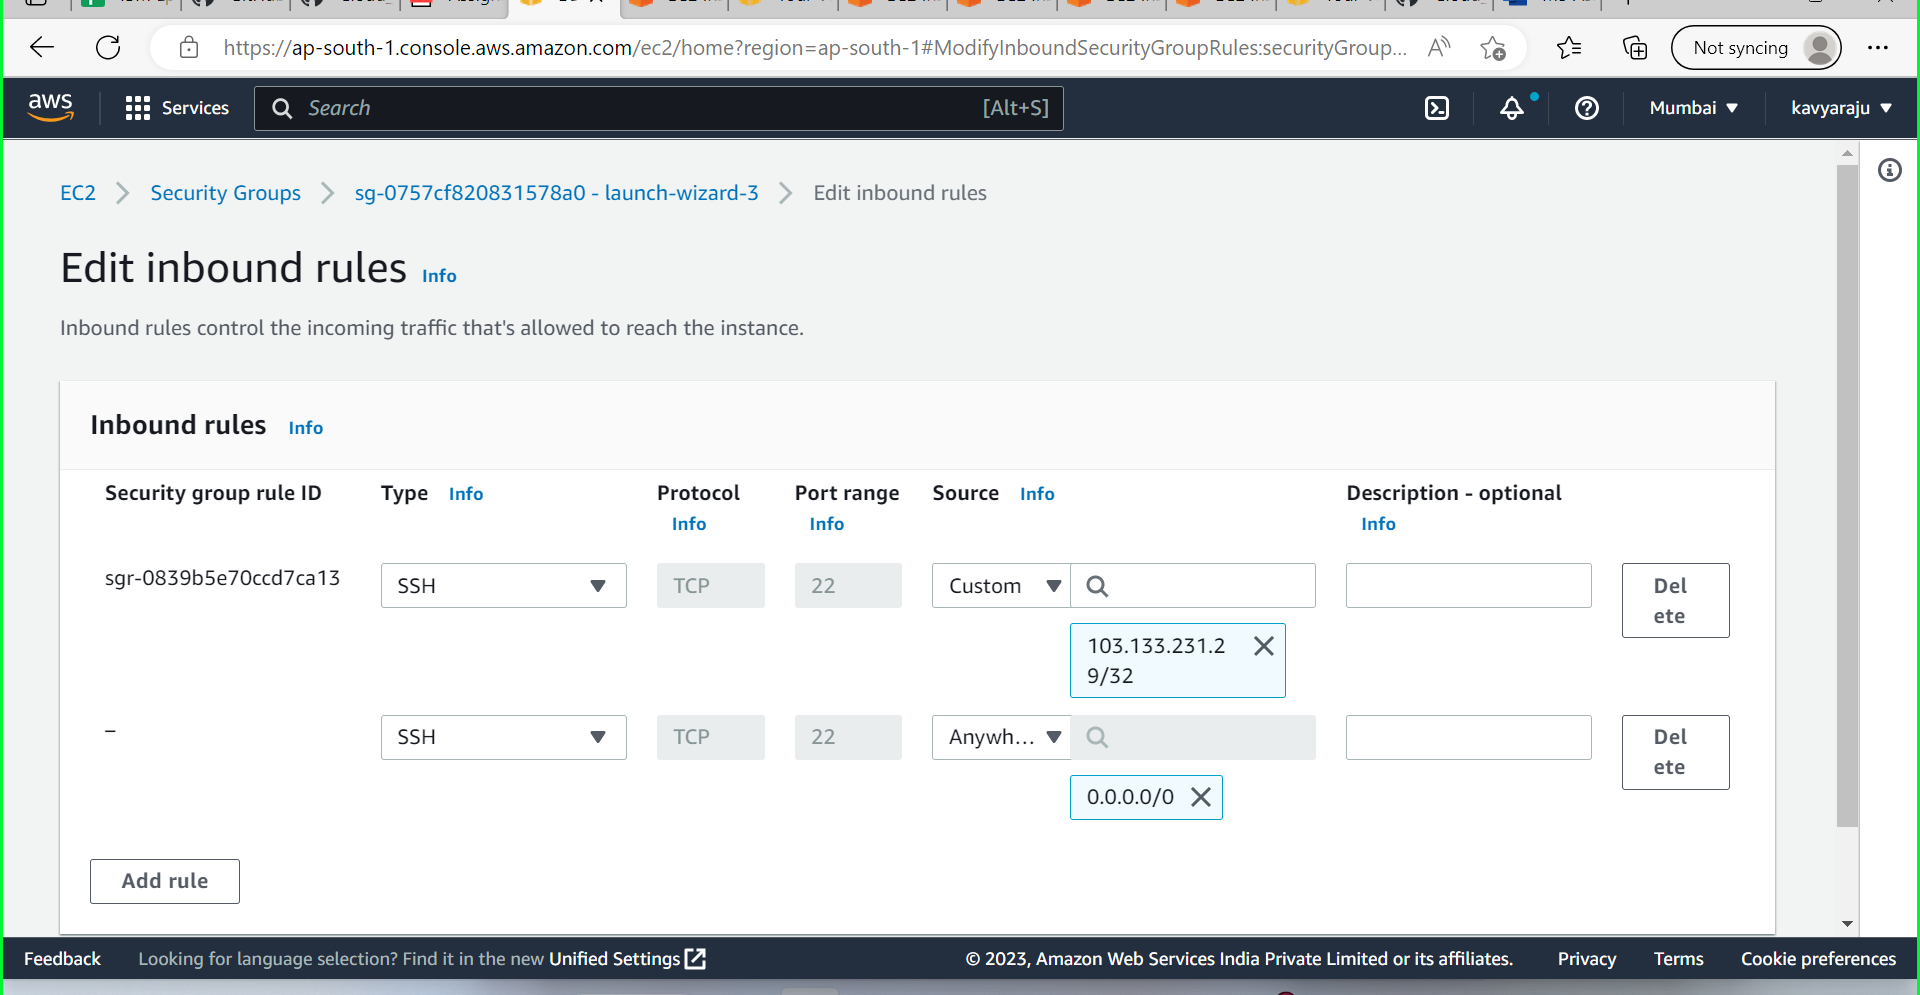 https://ap-south-1.console.aws.amazon.com/ec2/home?region=ap-south-1#ModifyInboundSecurityGroupRules:securityGroup...
Not syncing
aws
Services
Search
[Alt+S]
Mumbai
kavyaraju
EC2
Security Groups
sg-0757cf820831578a0 - launch-wizard-3
Edit inbound rules
Edit inbound rules Info
Inbound rules control the incoming traffic that's allowed to reach the instance.
Inbound rules Info
Security group rule ID
Type Info
Protocol
Info
Port range
Info
Source Info
Description - optional
Info
sgr-0839b5e70ccd7ca13
SSH
TCP
22
Custom
Del
ete
103.133.231.2
9/32
–
SSH
TCP
22
Anywh...
Del
ete
0.0.0.0/0
Add rule
Feedback
Looking for language selection? Find it in the new Unified Settings
© 2023, Amazon Web Services India Private Limited or its affiliates.
Privacy
Terms
Cookie preferences